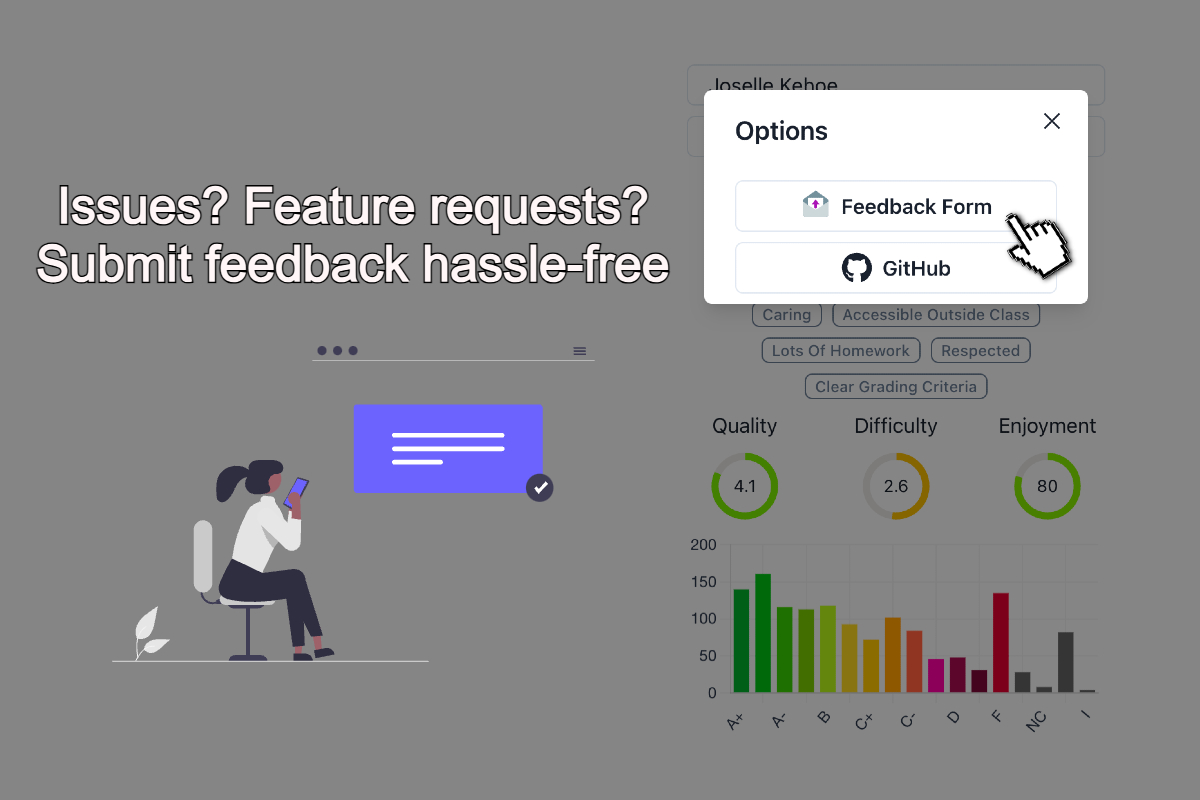 Issues? Feature requests?
Submit feedback hassle-free
Joselle Kehoe
Options
Feedback Form
GitHub
Caring
Accessible Outside Class
Lots Of Homework
Respected
Clear Grading Criteria
Quality
Difficulty
Enjoyment
4.1
2.6
80
200
150
100
50
0
A+
A-
B
C+
C-
D
F
NC
I